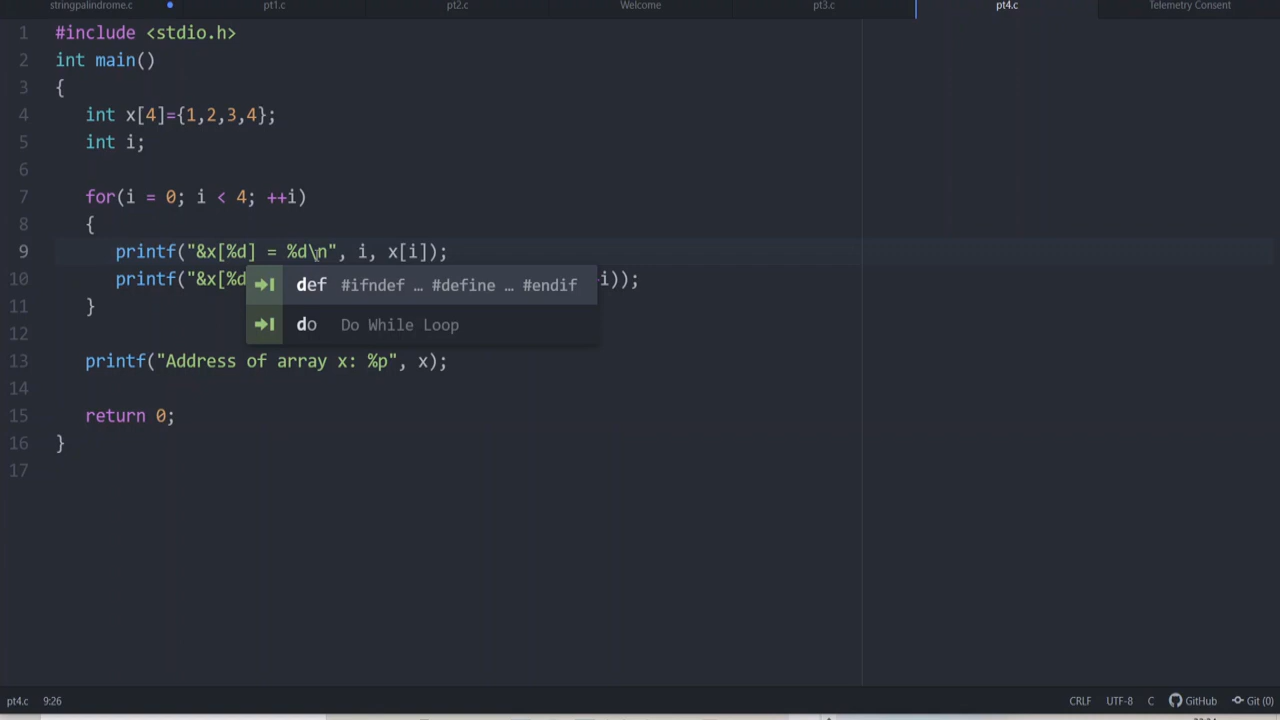 stringpalindrome.c pt1.c pt2.c Welcome pt3.c pt4.c Telemetry Consent
1 #include <stdio.h>
2 int main()
3 {
4 int x[4]={1,2,3,4};
5 int i;
6
7 for(i = 0; i < 4; ++i)
8 {
9 printf("&x[%d] = %d\n", i, x[i]);
10 printf("&x[%d i));
def #ifndef … #define … #endif
11 }
do Do While Loop
12
13 printf("Address of array x: %p", x);
14
15 return 0;
16 }
17
pt4.c 9:26 CRLF UTF-8 C GitHub Git (0)